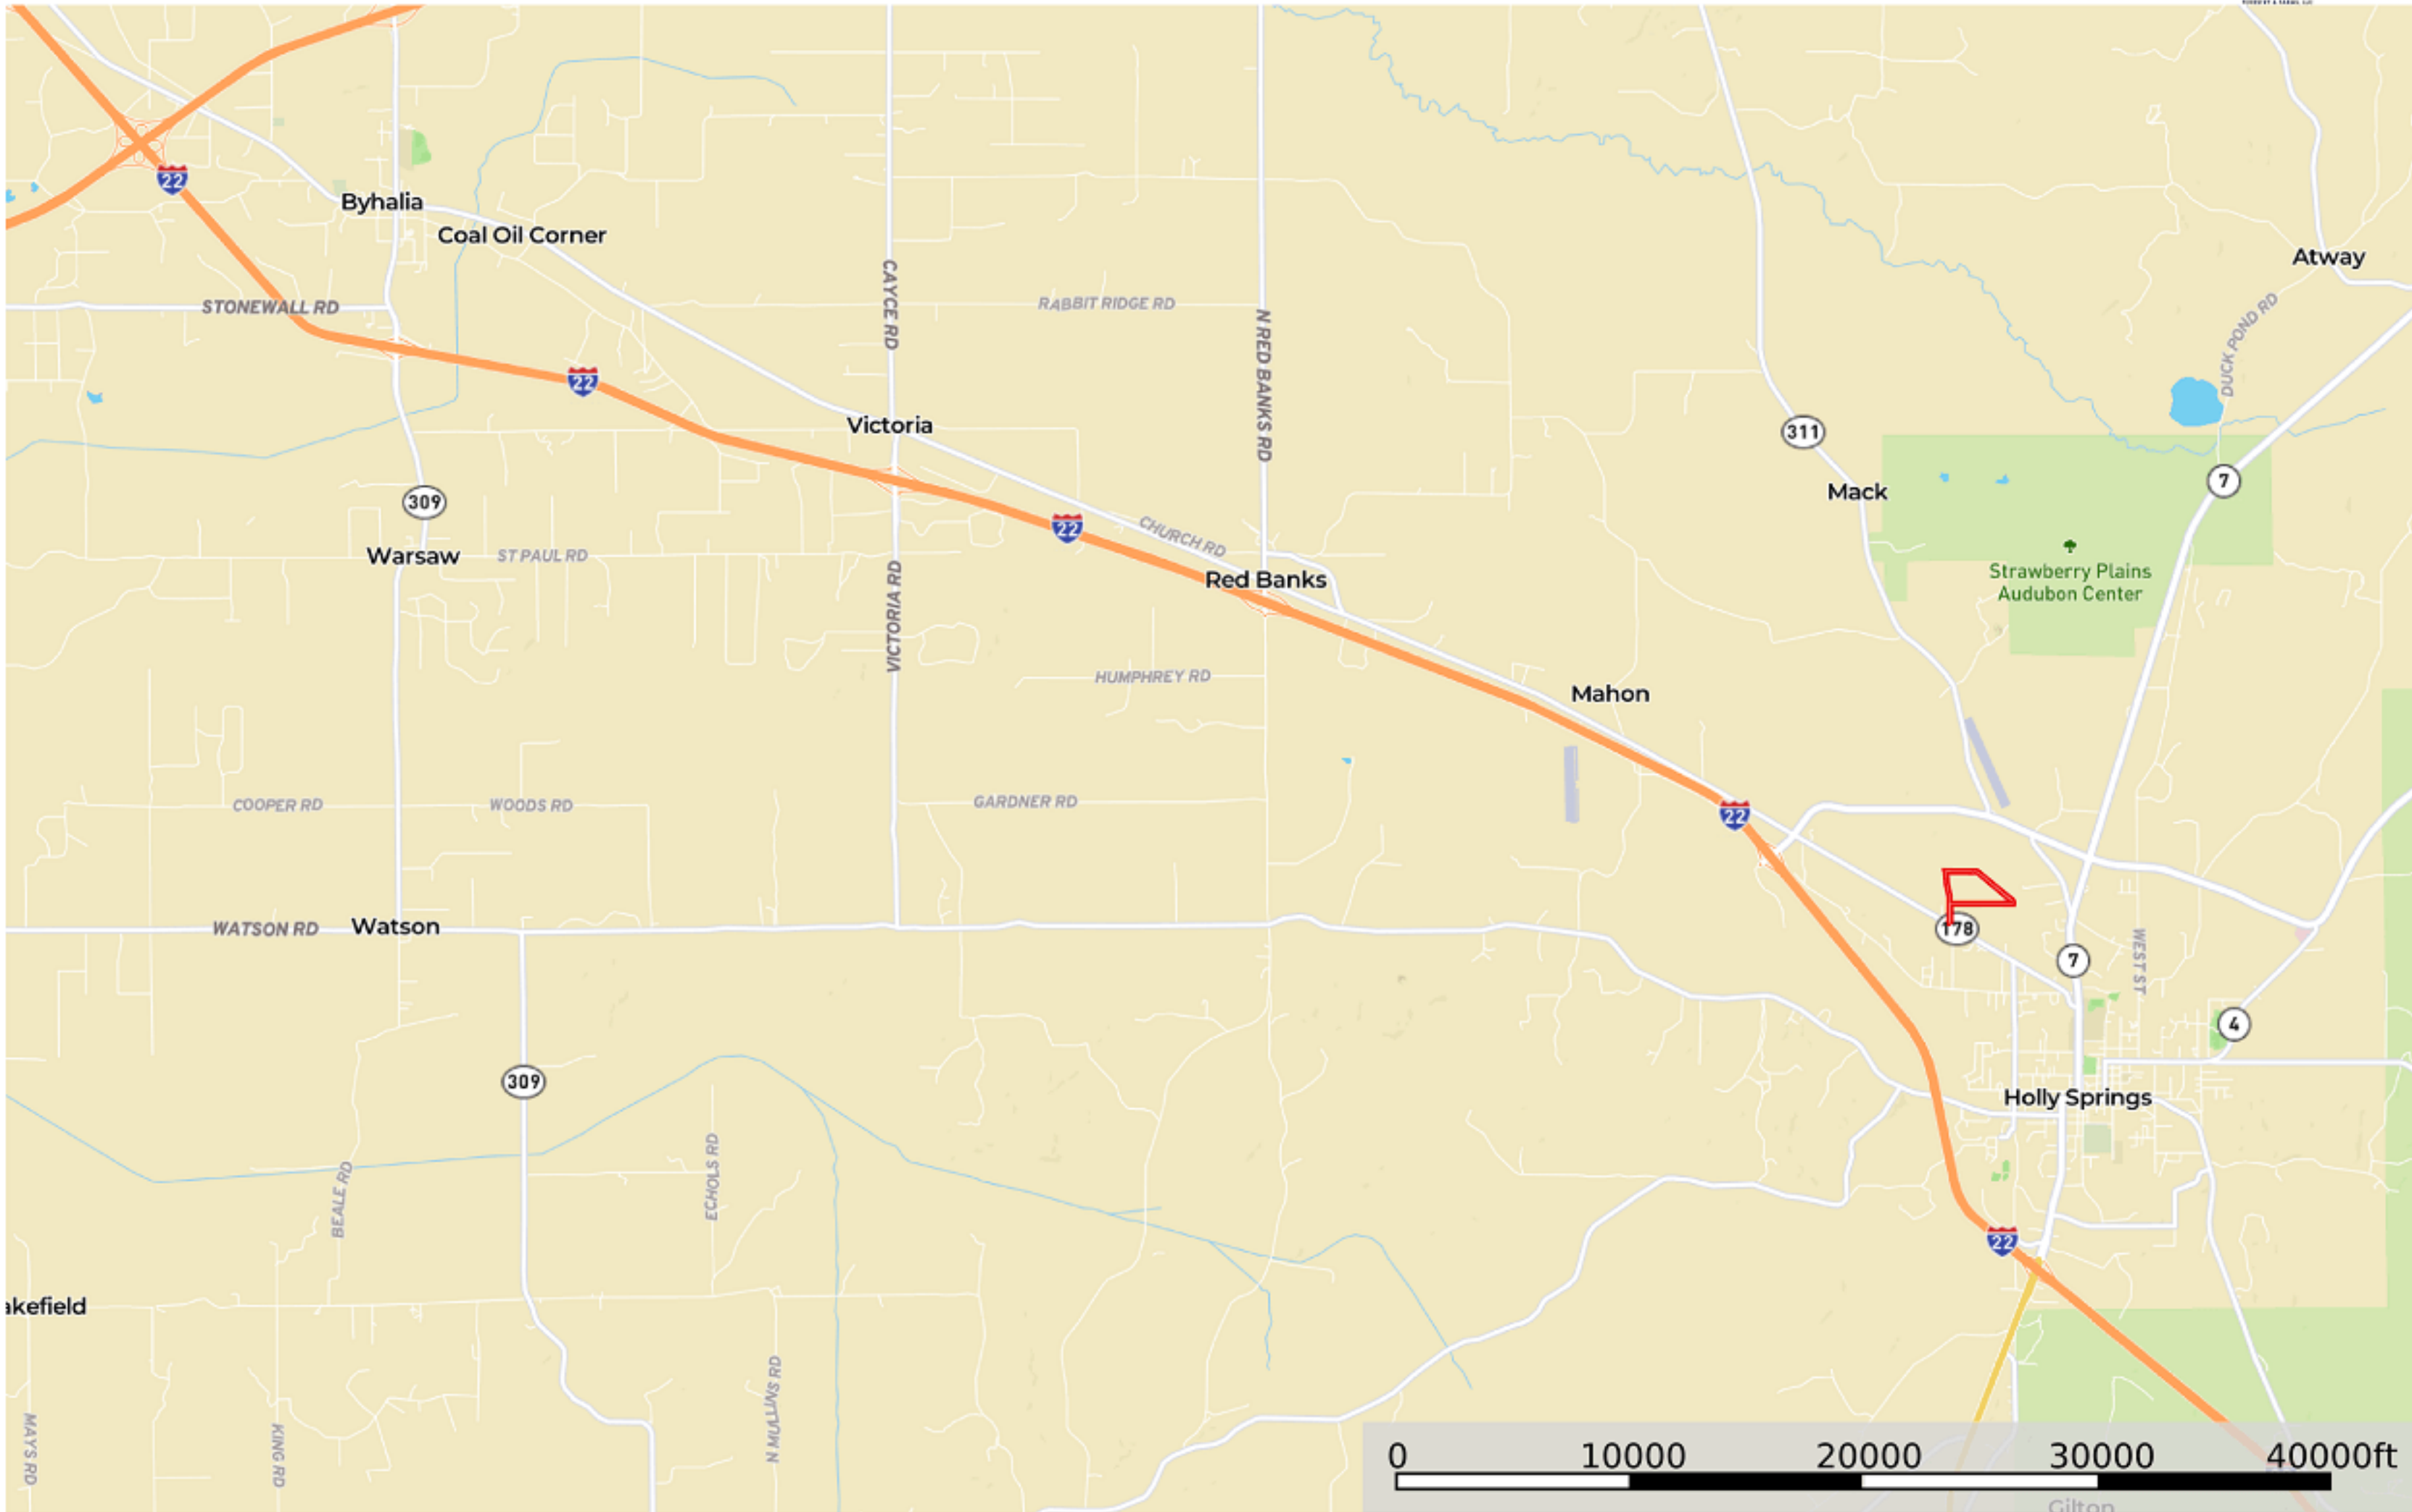 22
Byhalia
Coal Oil Corner
STONEWALL RD
CAYCE RD
RABBIT RIDGE RD
N RED BANKS RD
Atway
DUCK POND RD
22
Victoria
311
Mack
7
309
Warsaw
ST PAUL RD
22
CHURCH RD
Red Banks
Strawberry Plains
Audubon Center
VICTORIA RD
HUMPHREY RD
Mahon
COOPER RD
WOODS RD
GARDNER RD
22
WATSON RD
Watson
178
7
WEST ST
4
309
Holly Springs
BEALE RD
ECHOLS RD
22
akefield
MAYS RD
KING RD
N MULLINS RD
0 10000 20000 30000 40000ft
Gilton